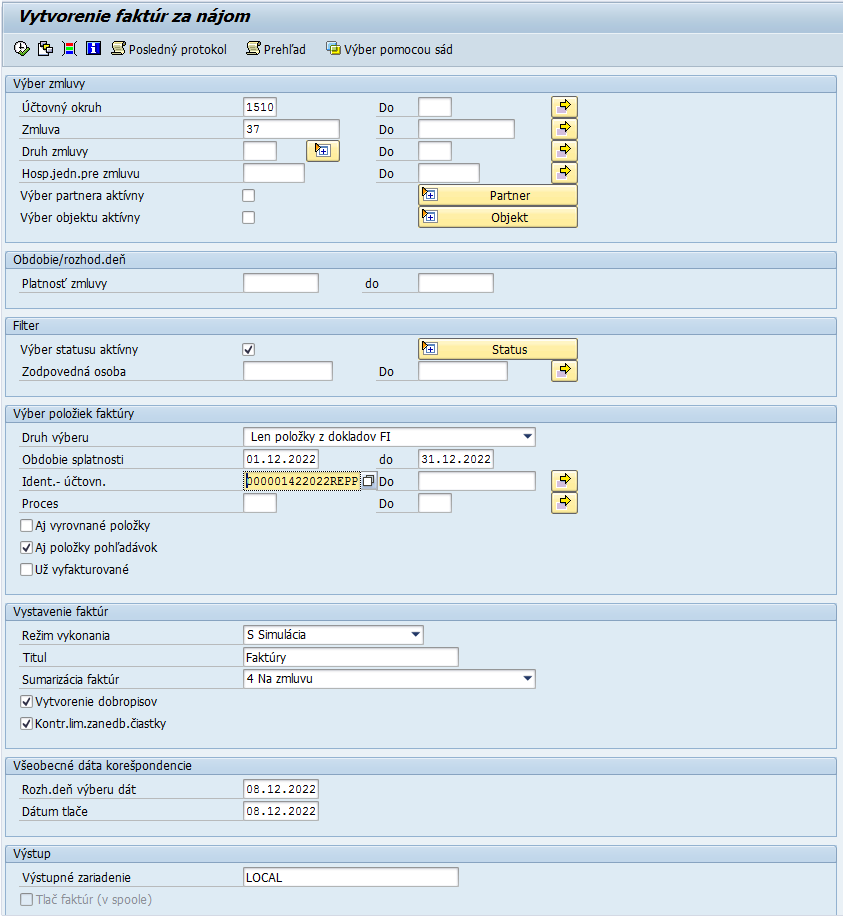 Vytvorenie faktúr za nájom
Posledný protokol Prehľad Výber pomocou sád
Výber zmluvy
Účtovný okruh 1510 Do
Zmluva 37 Do
Druh zmluvy Do
Hosp.jedn.pre zmluvu Do
Výber partnera aktívny Partner
Výber objektu aktívny Objekt
Obdobie/rozhod.deň
Platnosť zmluvy do
Filter
Výber statusu aktívny Status
Zodpovedná osoba Do
Výber položiek faktúry
Druh výberu Len položky z dokladov FI
Obdobie splatnosti 01.12.2022 do 31.12.2022
Ident.- účtovn. 000001422022REPP Do
Proces Do
Aj vyrovnané položky
Aj položky pohľadávok
Už vyfakturované
Vystavenie faktúr
Režim vykonania S Simulácia
Titul Faktúry
Sumarizácia faktúr 4 Na zmluvu
Vytvorenie dobropisov
Kontr.lim.zanedb.čiastky
Všeobecné dáta korešpondencie
Rozh.deň výberu dát 08.12.2022
Dátum tlače 08.12.2022
Výstup
Výstupné zariadenie LOCAL
Tlač faktúr (v spoole)